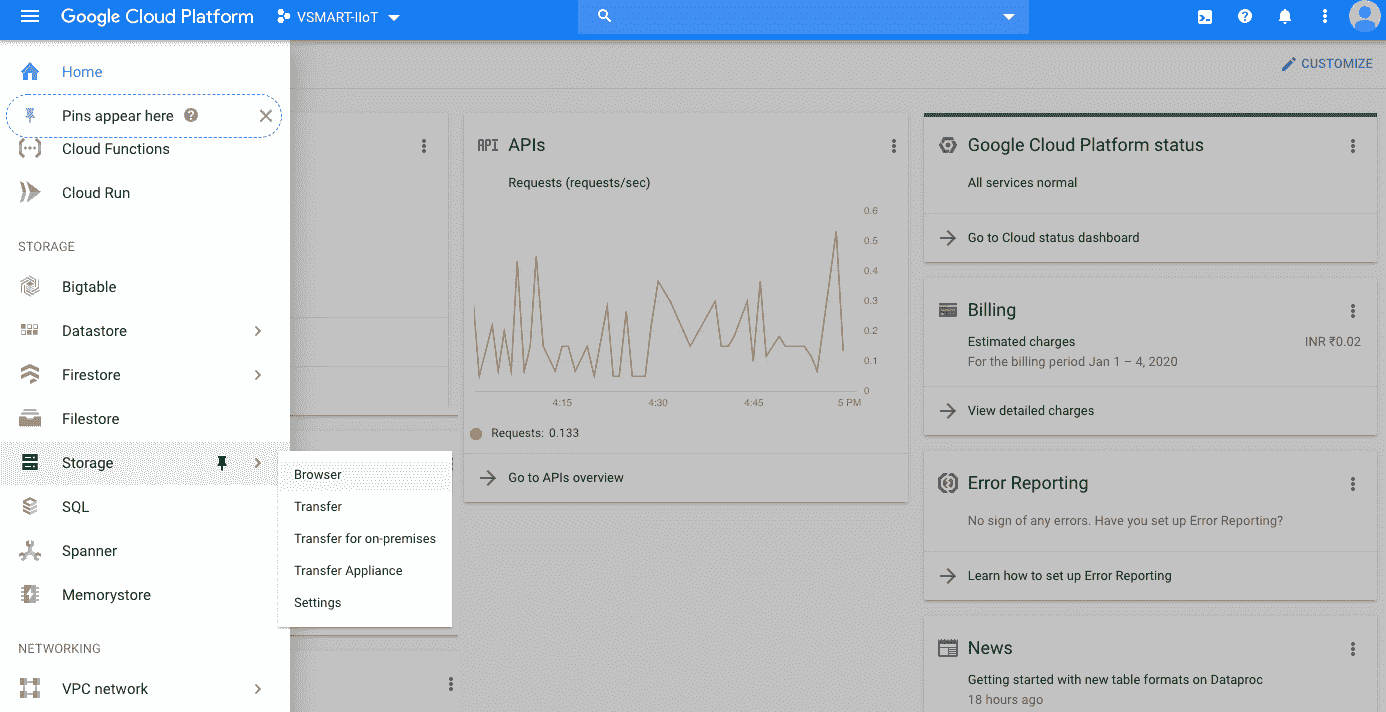 Google Cloud Platform
VSMART-IIoT
Home
Pins appear here
Cloud Functions
Cloud Run
STORAGE
Bigtable
Datastore
Firestore
Filestore
Storage
SQL
Spanner
Memorystore
NETWORKING
VPC network
Browser
Transfer
Transfer for on-premises
Transfer Appliance
Settings
CUSTOMIZE
API APIs
Requests (requests/sec)
0.6
0.5
0.4
0.3
0.2
0.1
0
4:15 4:30 4:45 5 PM
Requests: 0.133
Go to APIs overview
Google Cloud Platform status
All services normal
Go to Cloud status dashboard
Billing
Estimated charges INR ₹0.02
For the billing period Jan 1 – 4, 2020
View detailed charges
Error Reporting
No sign of any errors. Have you set up Error Reporting?
Learn how to set up Error Reporting
News
Getting started with new table formats on Dataproc
18 hours ago